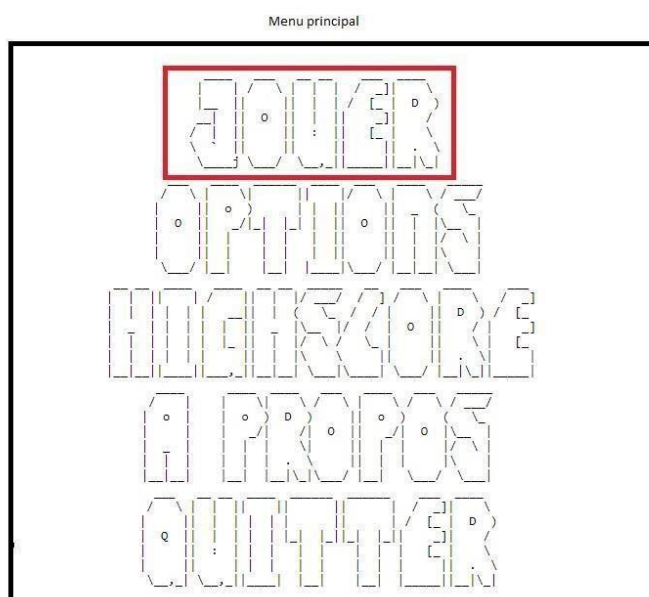 Menu principal
JOUER
OPTIONS
HIGHSCORE
A PROPOS
QUITTER